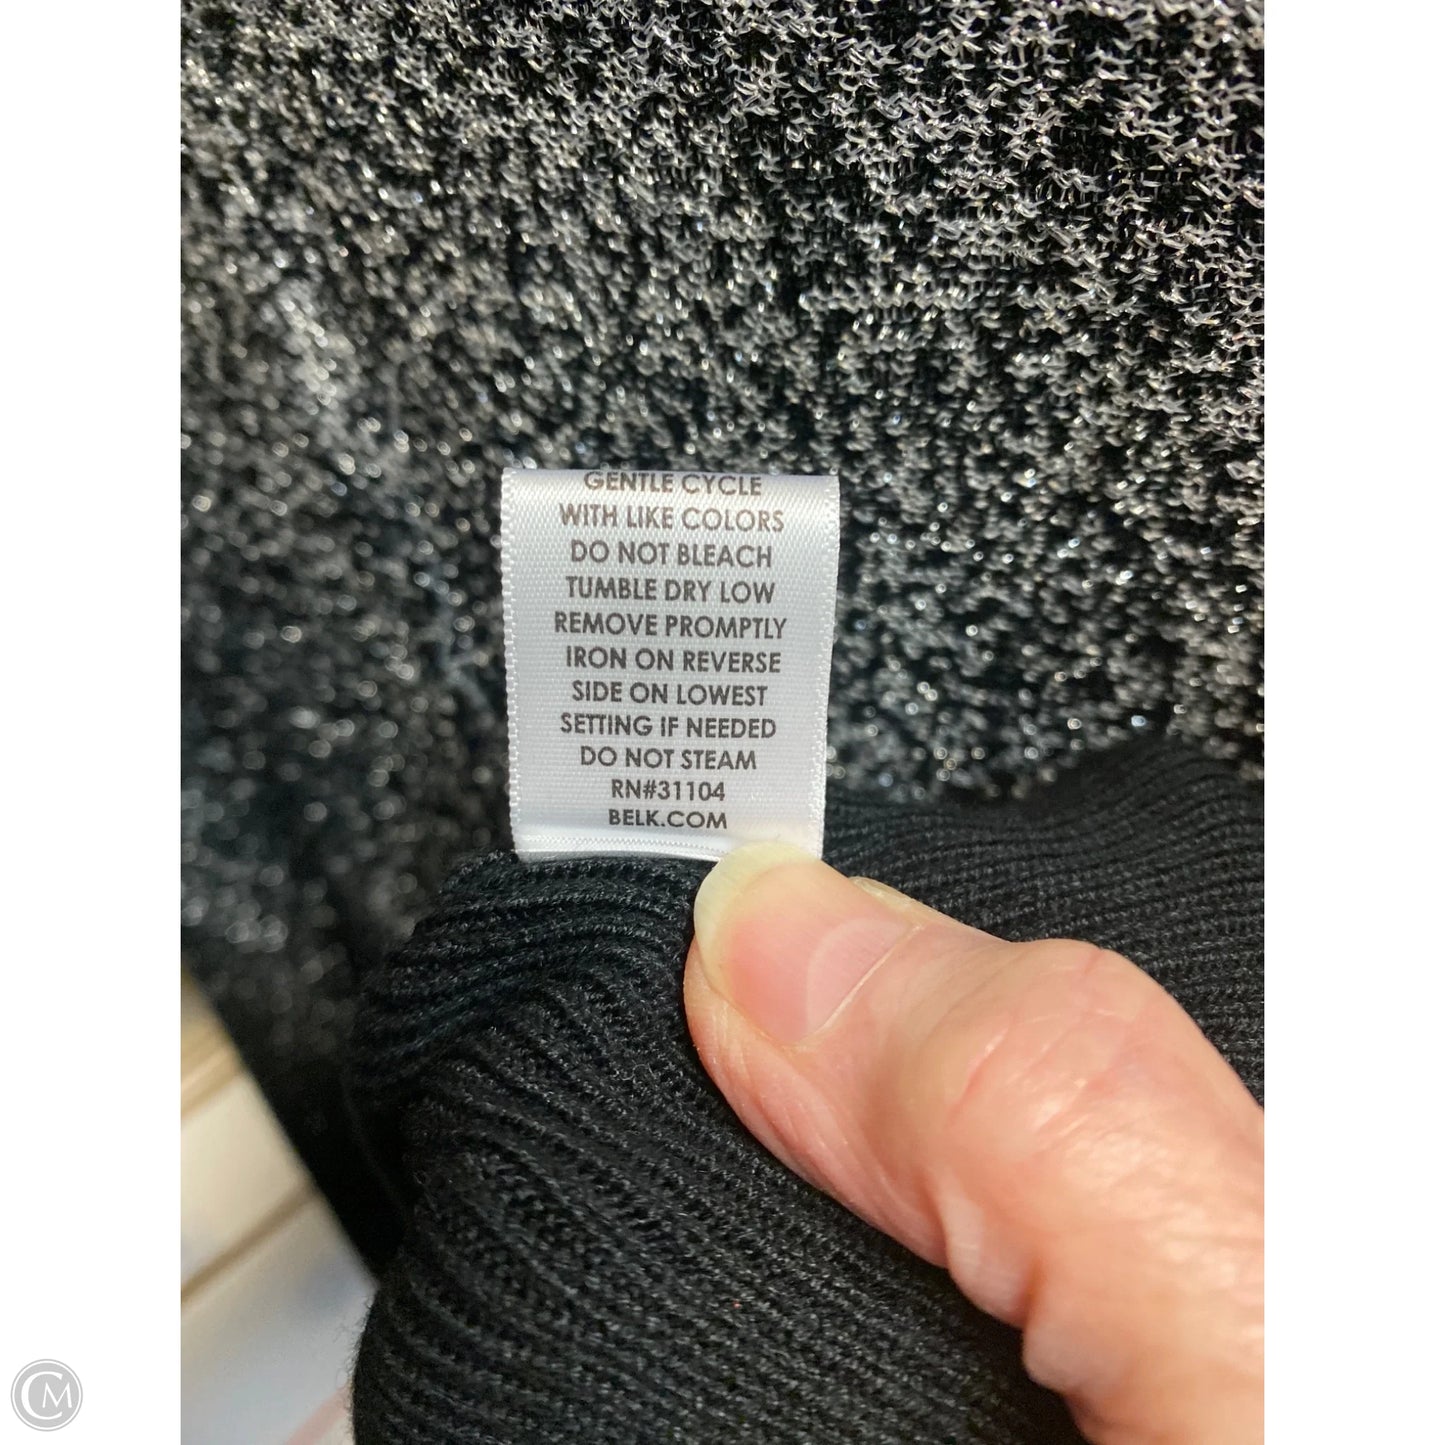 GENTLE CYCLE
WITH LIKE COLORS
DO NOT BLEACH
TUMBLE DRY LOW
REMOVE PROMPTLY
IRON ON REVERSE
SIDE ON LOWEST
SETTING IF NEEDED
DO NOT STEAM
RN#31104
BELK.COM
CM